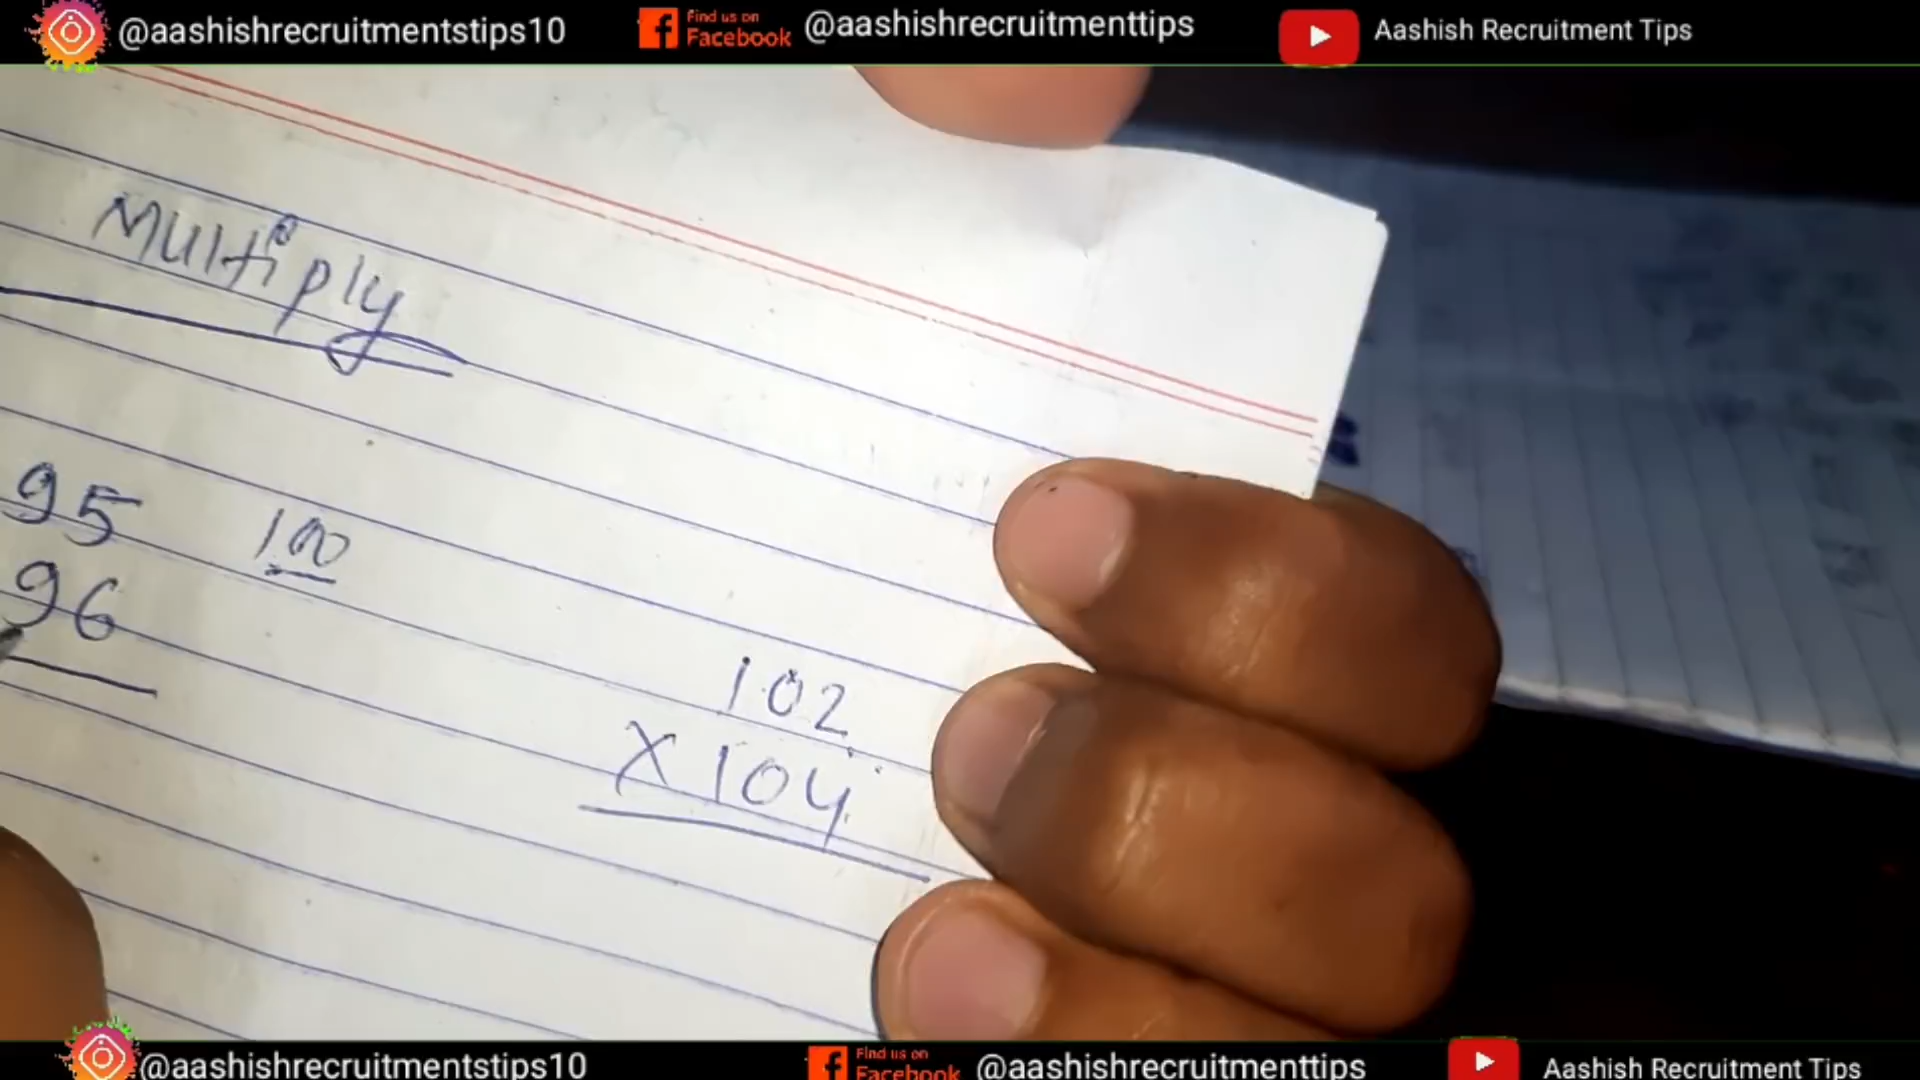 @aashishrecruitmentstips10 Find us on Facebook @aashishrecruitmenttips Aashish Recruitment Tips
Multiply
95 100
96
102
X 104
@aashishrecruitmentstips10 Find us on Facebook @aashishrecruitmenttips Aashish Recruitment Tips